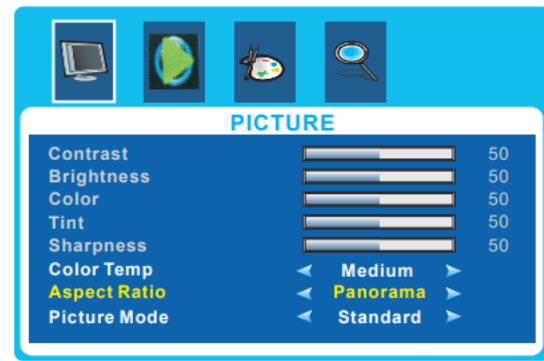 PICTURE
Contrast 50
Brightness 50
Color 50
Tint 50
Sharpness 50
Color Temp Medium
Aspect Ratio Panorama
Picture Mode Standard